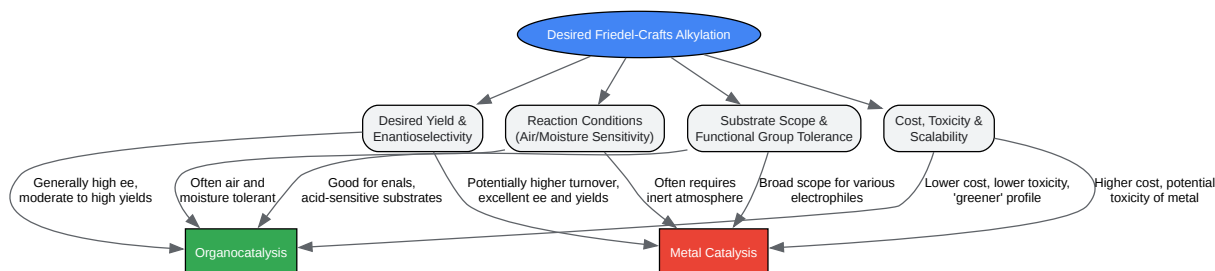 Desired Friedel-Crafts Alkylation
Desired Yield &
Enantioselectivity
Reaction Conditions
(Air/Moisture Sensitivity)
Substrate Scope &
Functional Group Tolerance
Cost, Toxicity &
Scalability
Generally high ee,
moderate to high yields
Often air and
moisture tolerant
Good for enals,
acid-sensitive substrates
Potentially higher turnover,
excellent ee and yields
Often requires
inert atmosphere
Broad scope for various
electrophiles
Lower cost, lower toxicity,
'greener' profile
Higher cost, potential
toxicity of metal
Organocatalysis
Metal Catalysis